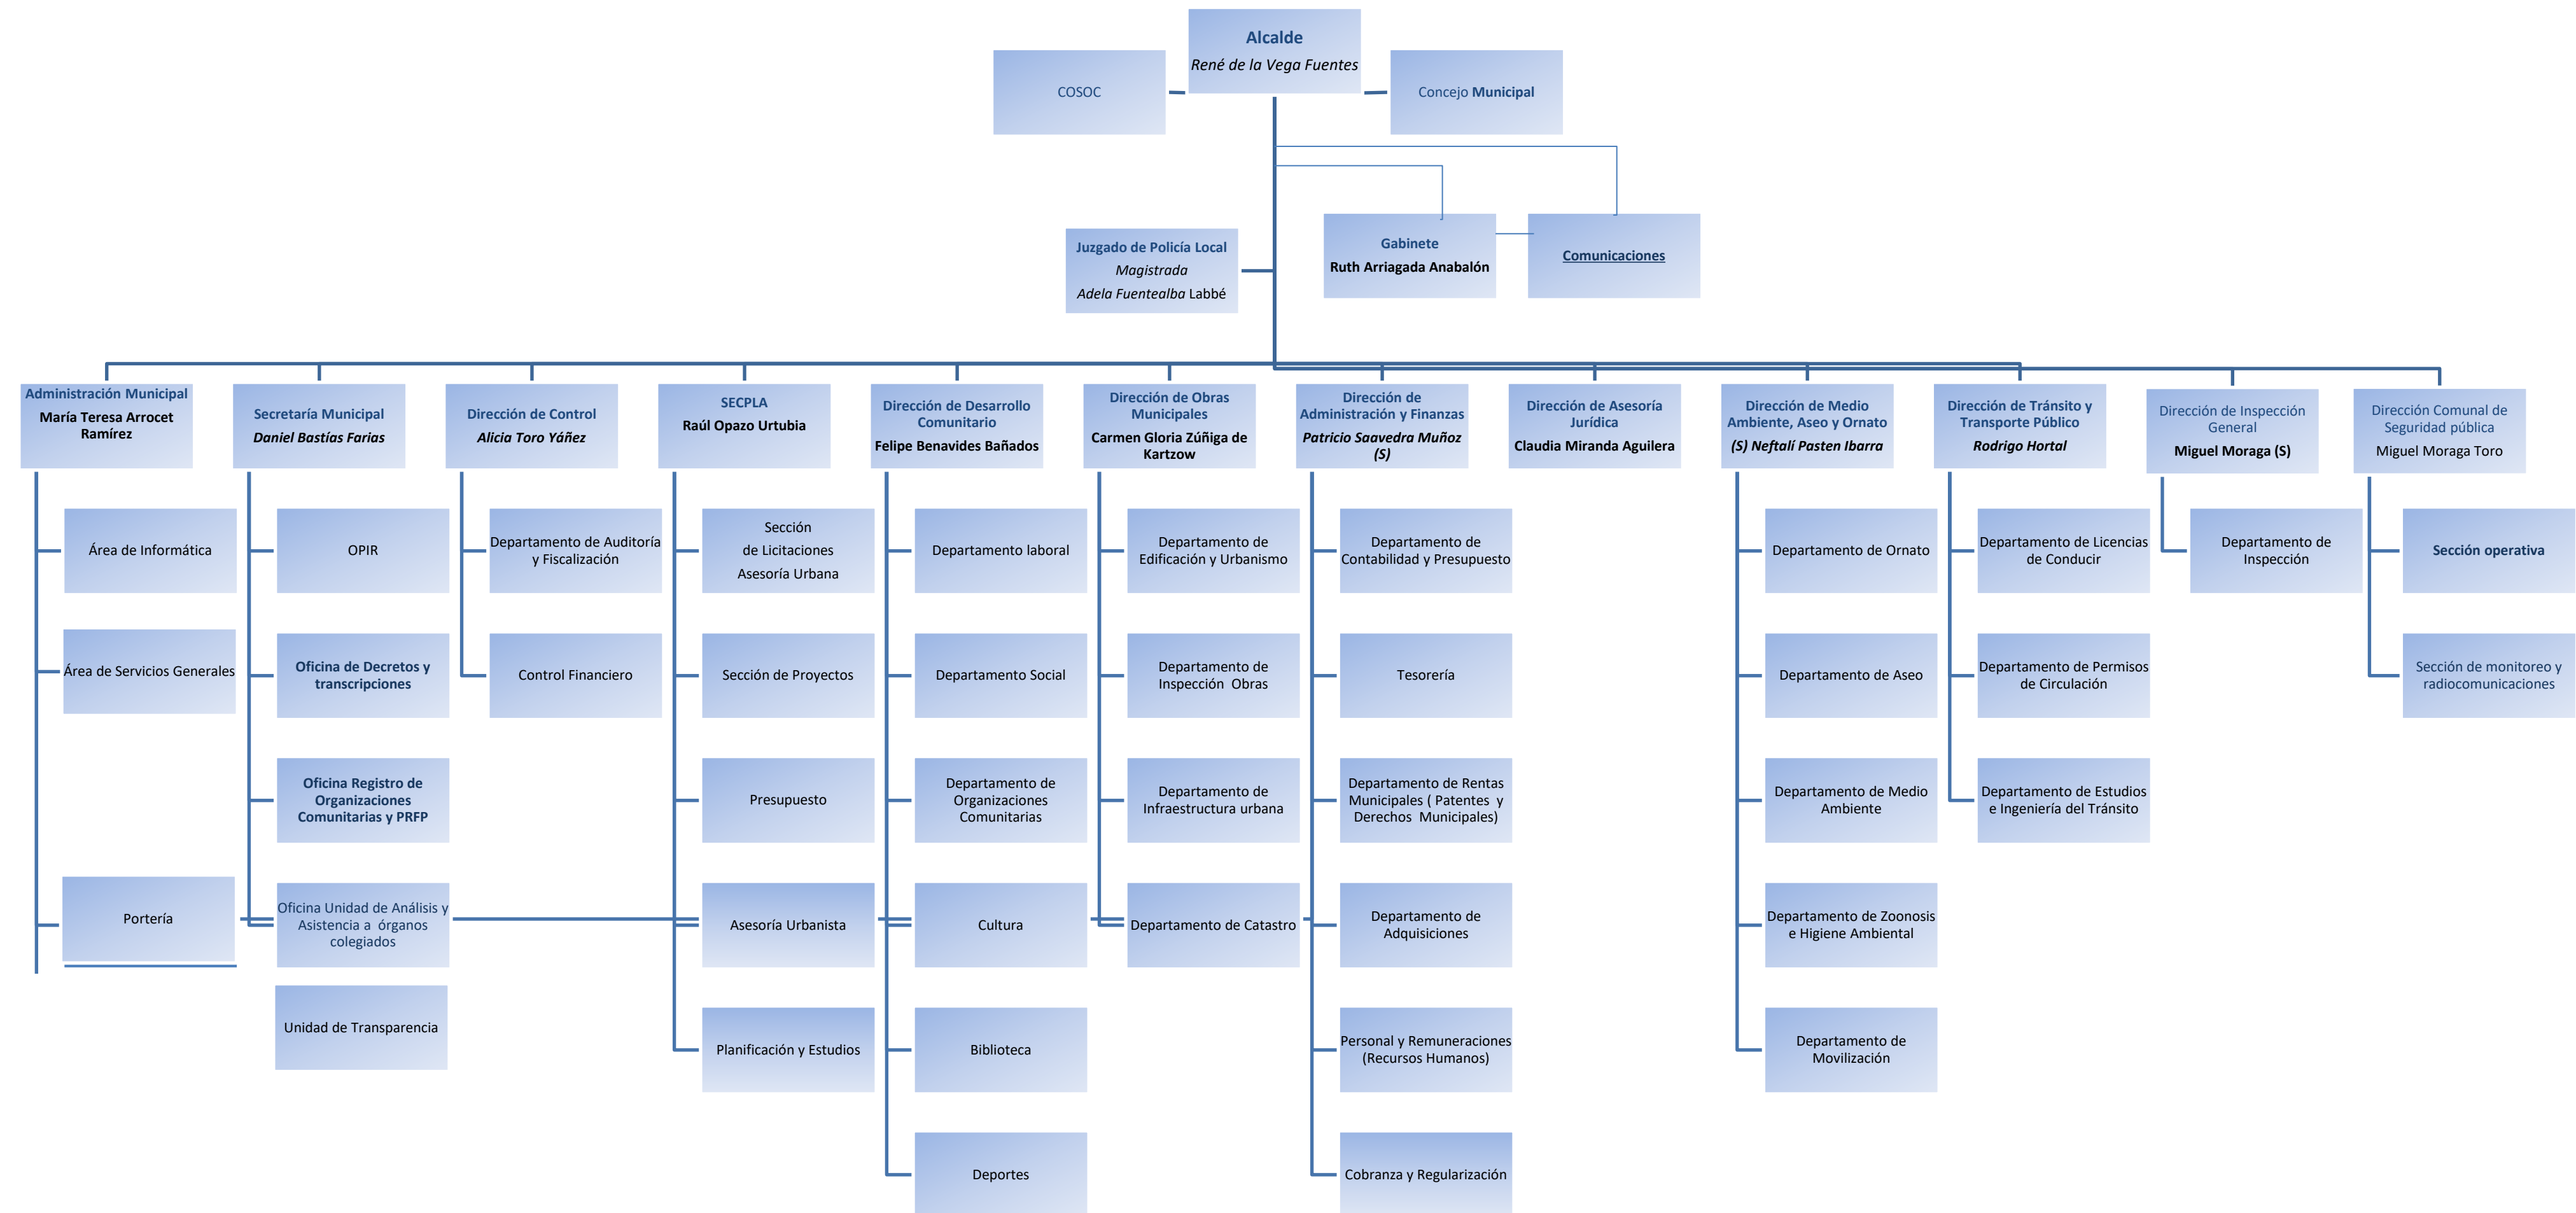 Alcalde
René de la Vega Fuentes
COSOC
Concejo Municipal
Juzgado de Policía Local
Magistrada
Adela Fuentealba Labbé
Gabinete
Ruth Arriagada Anabalón
Comunicaciones
Administración Municipal
María Teresa Arrocet
Ramírez
Secretaría Municipal
Daniel Bastías Farias
Dirección de Control
Alicia Toro Yáñez
SECPLA
Raúl Opazo Urtubia
Dirección de Desarrollo
Comunitario
Felipe Benavides Bañados
Dirección de Obras
Municipales
Carmen Gloria Zúñiga de
Kartzow
Dirección de
Administración y Finanzas
Patricio Saavedra Muñoz
(S)
Dirección de Asesoría
Jurídica
Claudia Miranda Aguilera
Dirección de Medio
Ambiente, Aseo y Ornato
(S) Neftalí Pasten Ibarra
Dirección de Tránsito y
Transporte Público
Rodrigo Hortal
Dirección de Inspección
General
Miguel Moraga (S)
Dirección Comunal de
Seguridad pública
Miguel Moraga Toro
Área de Informática
OPIR
Departamento de Auditoría
y Fiscalización
Sección
de Licitaciones
Asesoría Urbana
Departamento laboral
Departamento de
Edificación y Urbanismo
Departamento de
Contabilidad y Presupuesto
Departamento de Ornato
Departamento de Licencias
de Conducir
Departamento de
Inspección
Sección operativa
Área de Servicios Generales
Oficina de Decretos y
transcripciones
Control Financiero
Sección de Proyectos
Departamento Social
Departamento de
Inspección  Obras
Tesorería
Departamento de Aseo
Departamento de Permisos
de Circulación
Sección de monitoreo y
radiocomunicaciones
Oficina Registro de
Organizaciones
Comunitarias y PRFP
Presupuesto
Departamento de
Organizaciones
Comunitarias
Departamento de
Infraestructura urbana
Departamento de Rentas
Municipales ( Patentes  y
Derechos  Municipales)
Departamento de Medio
Ambiente
Departamento de Estudios
e Ingeniería del Tránsito
Portería
Oficina Unidad de Análisis y
Asistencia a  órganos
colegiados
Asesoría Urbanista
Cultura
Departamento de Catastro
Departamento de
Adquisiciones
Departamento de Zoonosis
e Higiene Ambiental
Unidad de Transparencia
Planificación y Estudios
Biblioteca
Personal y Remuneraciones
(Recursos Humanos)
Departamento de
Movilización
Deportes
Cobranza y Regularización